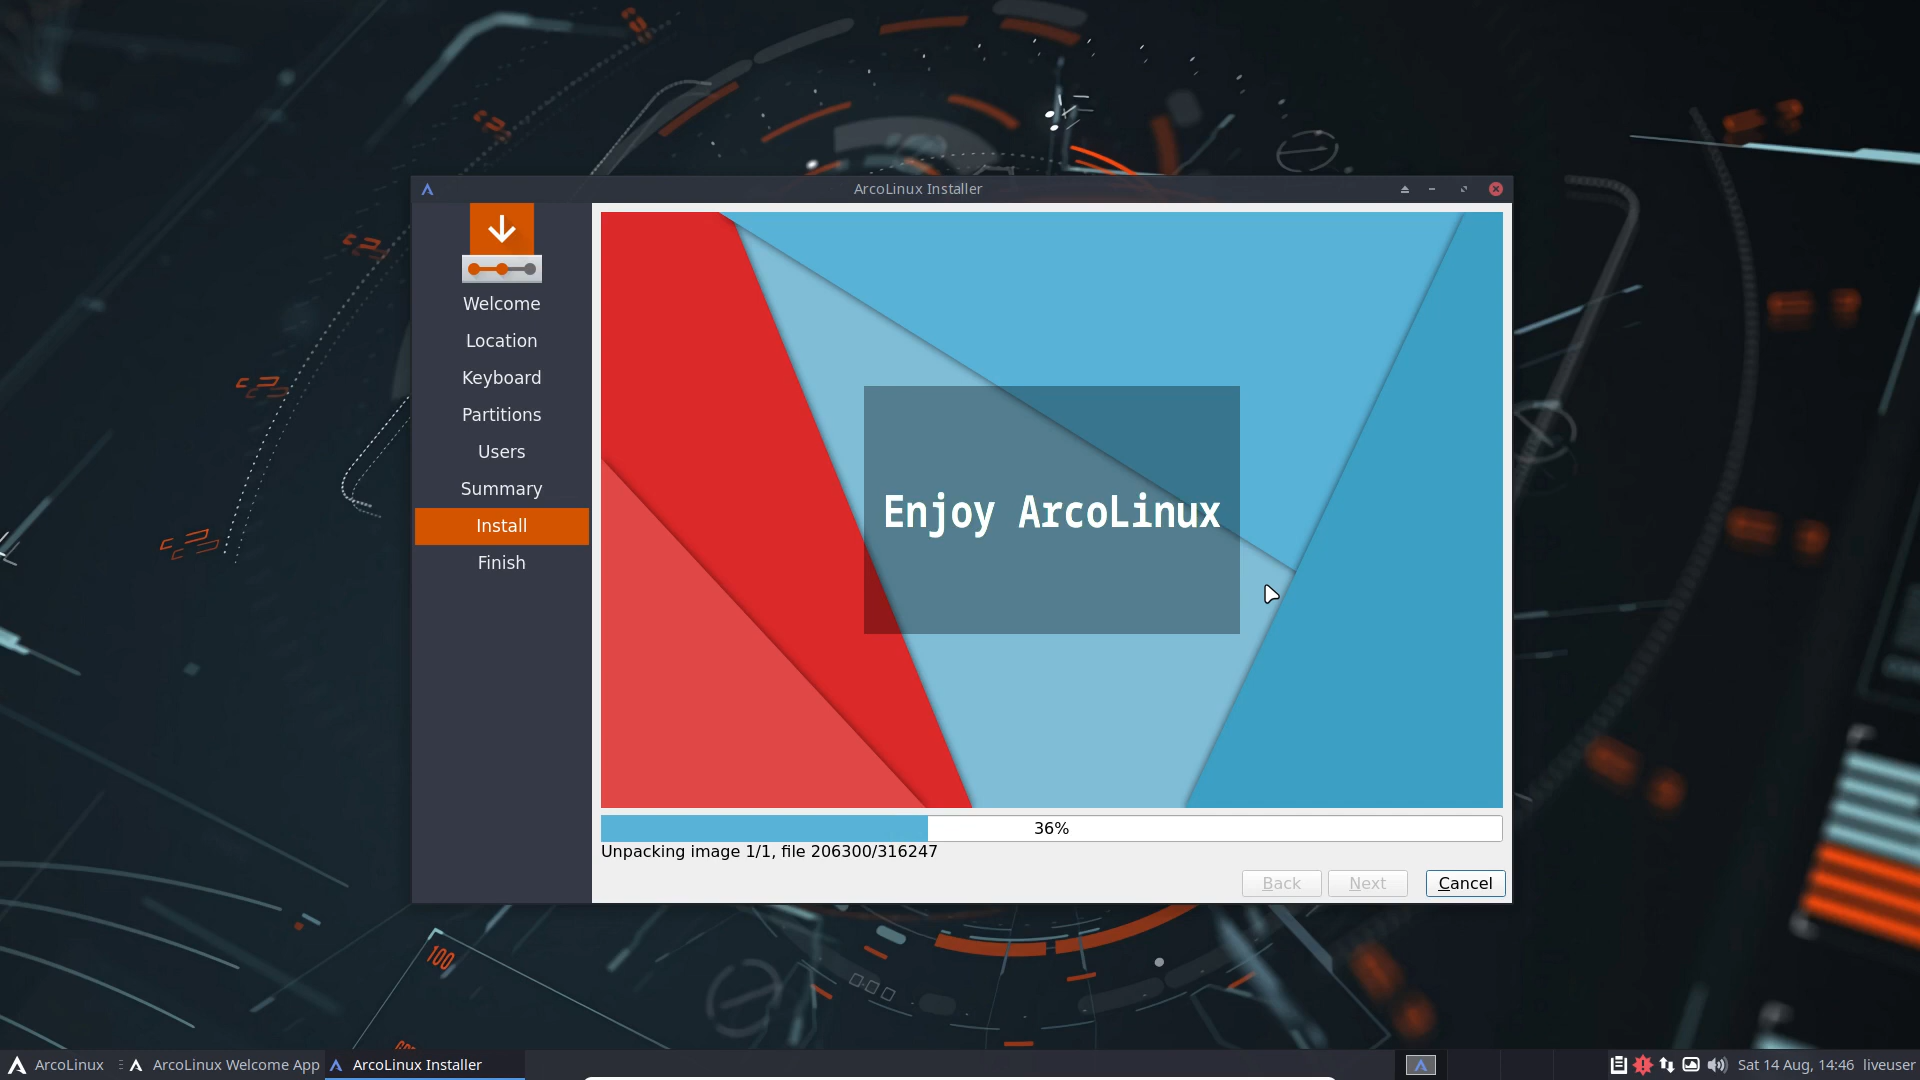 ArcoLinux Installer
Welcome
Location
Keyboard
Partitions
Users
Summary
Install
Finish
Enjoy ArcoLinux
36%
Unpacking image 1/1, file 206300/316247
Back
Next
Cancel
100
ArcoLinux
ArcoLinux Welcome App
ArcoLinux Installer
Sat 14 Aug, 14:46
liveuser